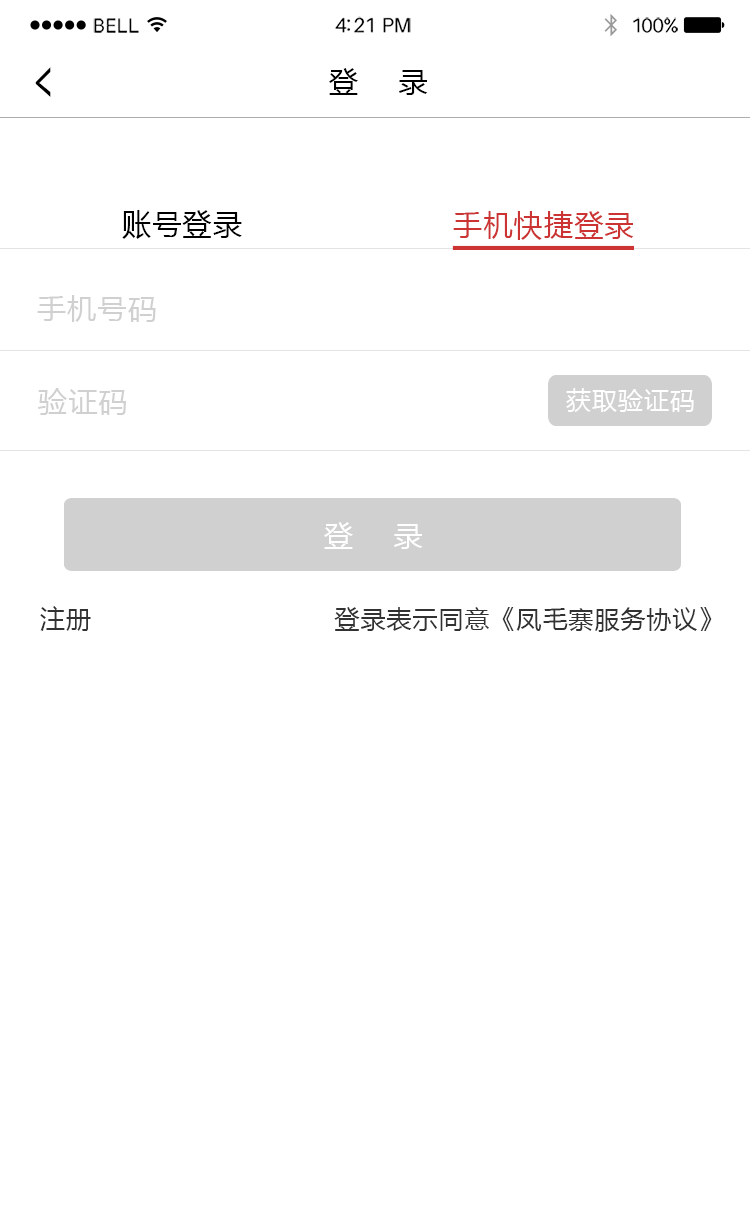 BELL 4:21 PM 100%
登 录
账号登录 手机快捷登录
手机号码
验证码 获取验证码
登 录
注册 登录表示同意《凤毛寨服务协议》